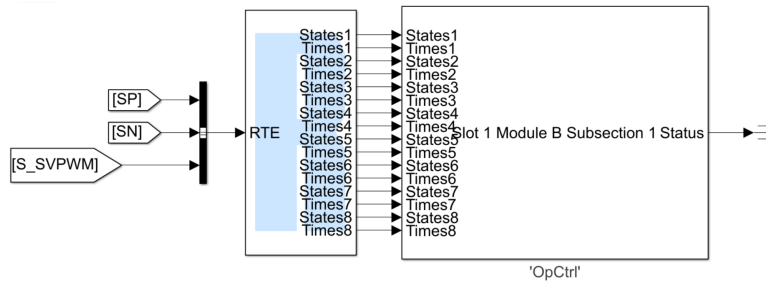 [SP]
[SN]
[S_SVPWM]
RTE
States1
Times1
States2
Times2
States3
Times3
States4
Times4
States5
Times5
States6
Times6
States7
Times7
States8
Times8
States1
Times1
States2
Times2
States3
Times3
States4
Times4
States5
Times5
States6
Times6
States7
Times7
States8
Times8
Slot 1 Module B Subsection 1 Status
'OpCtrl'